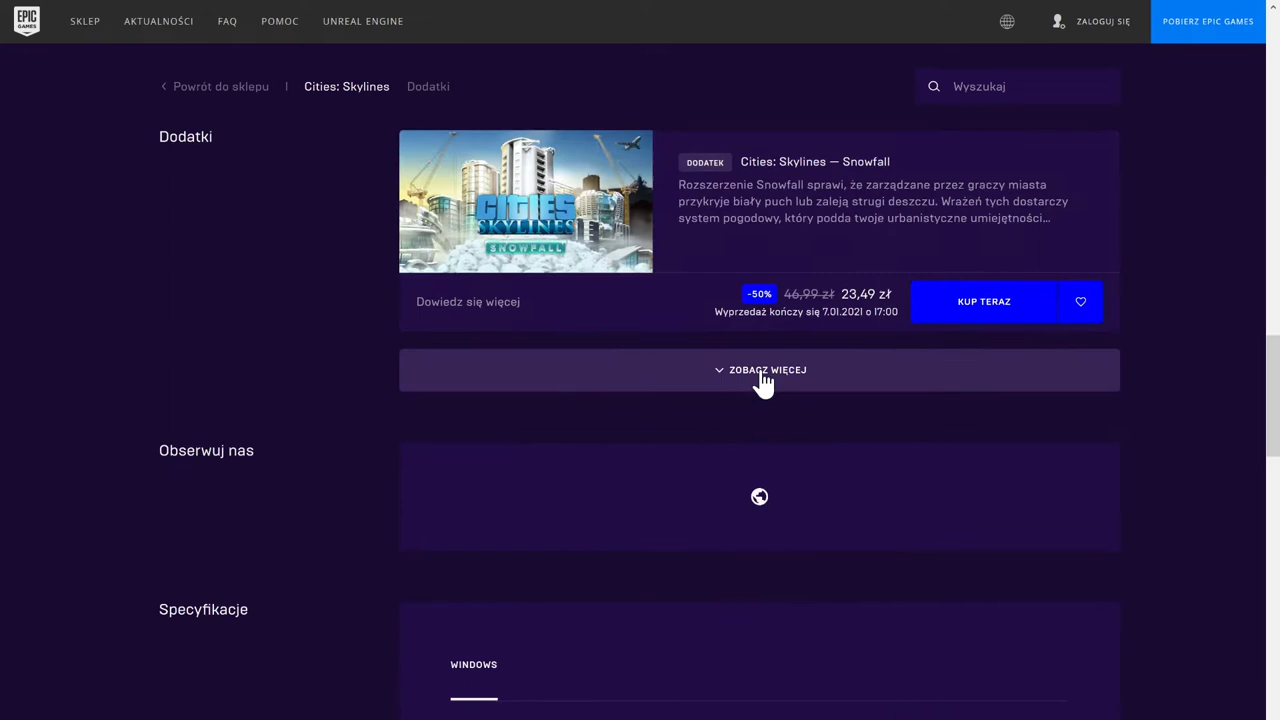 EPIC
GAMES
SKLEP
AKTUALNOŚCI
FAQ
POMOC
UNREAL ENGINE
ZALOGUJ SIĘ
POBIERZ EPIC GAMES
Powrót do sklepu
Cities: Skylines
Dodatki
Wyszukaj
Dodatki
CITIES
SKYLINES
SNOWFALL
DODATEK
Cities: Skylines — Snowfall
Rozszerzenie Snowfall sprawi, że zarządzane przez graczy miasta
przykryje biały puch lub zaleją strugi deszczu. Wrażeń tych dostarczy
system pogodowy, który podda twoje urbanistyczne umiejętności...
Dowiedz się więcej
-50% 46,99 zł 23,49 zł
Wyprzedaż kończy się 7.01.2021 o 17:00
KUP TERAZ
ZOBACZ WIĘCEJ
Obserwuj nas
Specyfikacje
WINDOWS